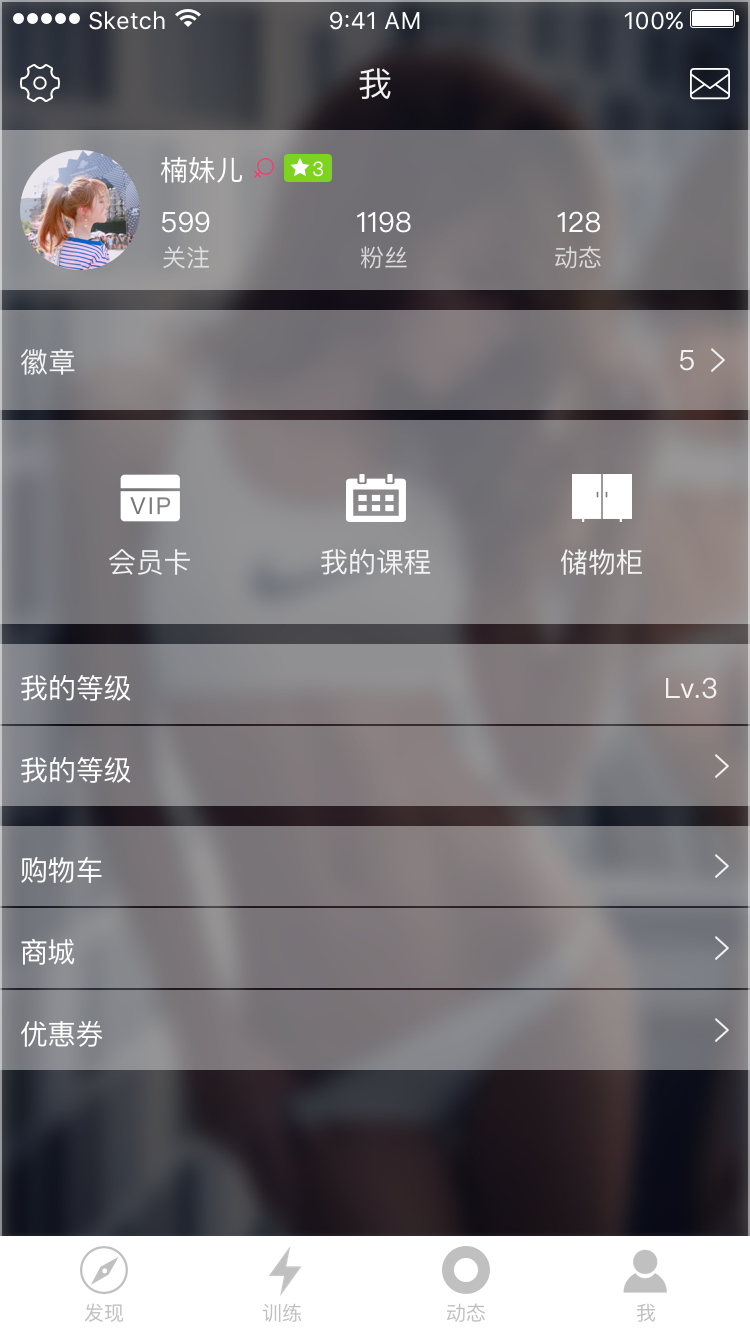 Sketch 9:41 AM 100%
我
楠妹儿 3
599 1198 128
关注 粉丝 动态
徽章 5
VIP
会员卡 我的课程 储物柜
我的等级 Lv.3
我的等级
购物车
商城
优惠券
发现 训练 动态 我